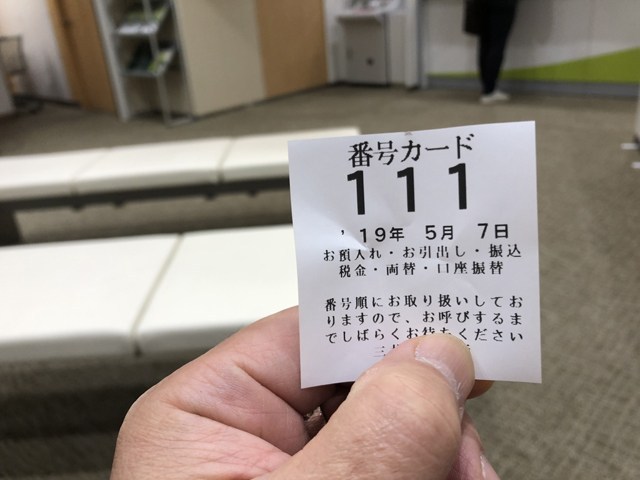 番号カード
111
'19年 5月 7日
お預入れ・お引出し・振込
税金・両替・口座振替
番号順にお取り扱いしてお
りますので、お呼びするま
でしばらくお待ちください
三